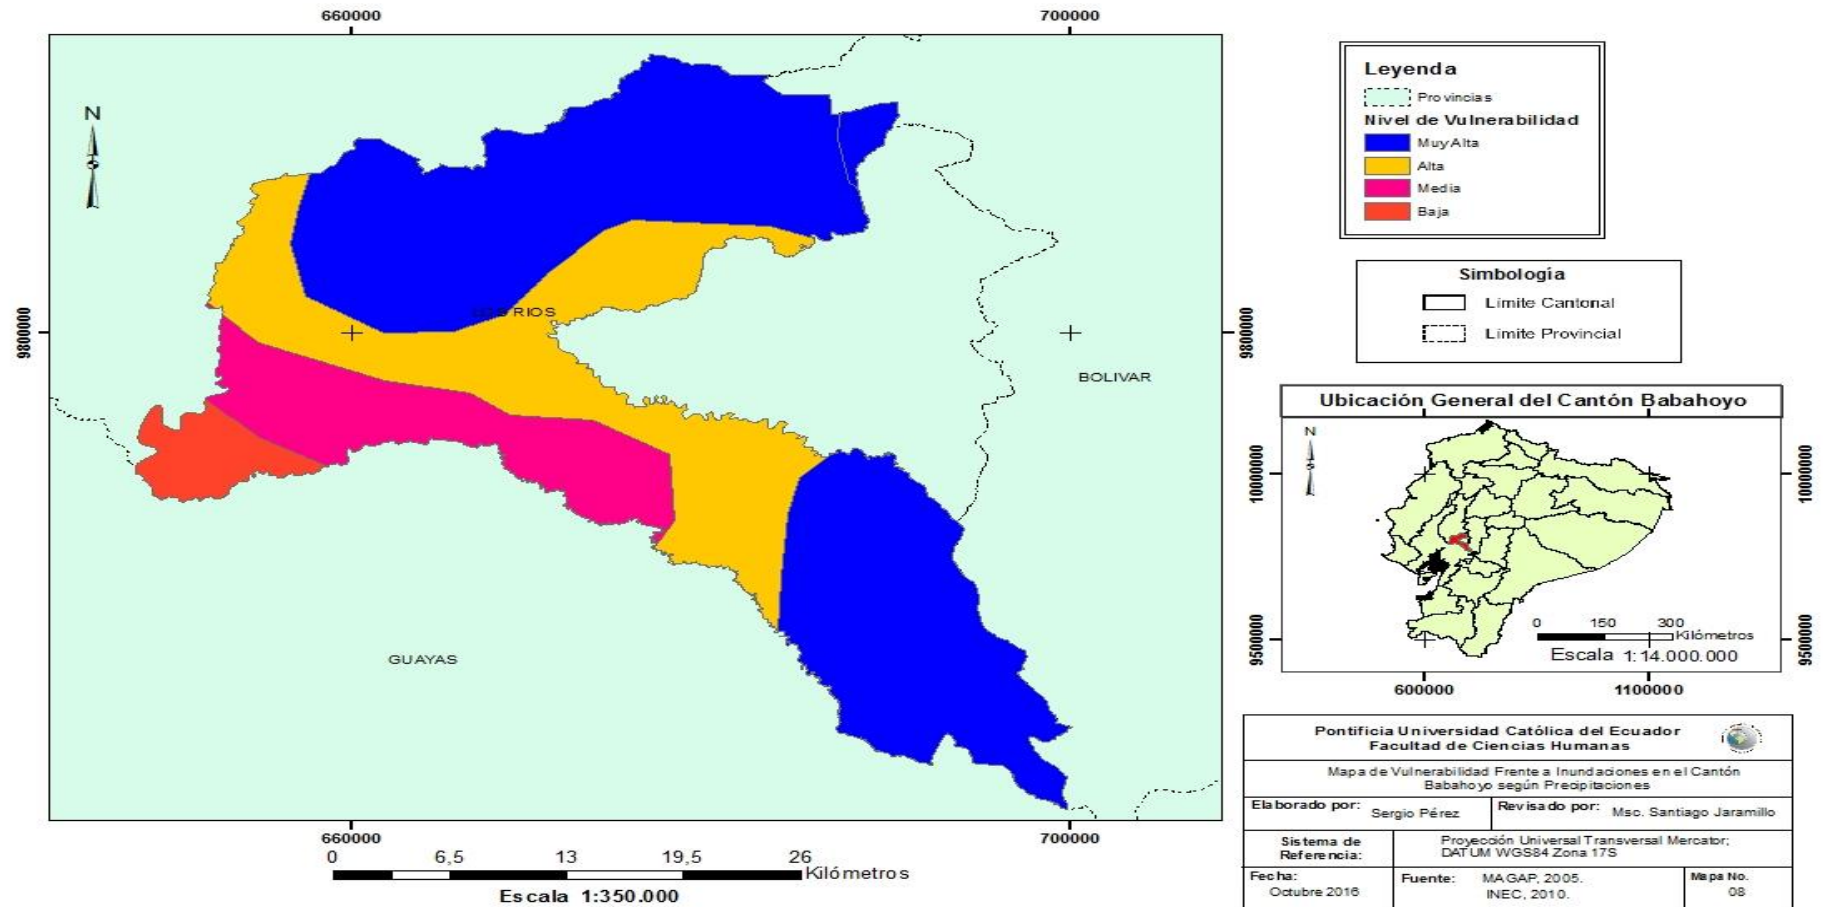 660000
700000
N
9800000
9800000
LOS RIOS
BOLIVAR
GUAYAS
660000
700000
0 6,5 13 19,5 26
Kilómetros
Escala 1:350.000
Leyenda
Provincias
Nivel de Vulnerabilidad
Muy Alta
Alta
Media
Baja
Simbología
Límite Cantonal
Límite Provincial
Ubicación General del Cantón Babahoyo
N
10000000
10000000
9500000
9500000
0 150 300
Kilómetros
Escala 1:14.000.000
600000
1100000
Pontificia Universidad Católica del Ecuador
Facultad de Ciencias Humanas
Mapa de Vulnerabilidad Frente a Inundaciones en el Cantón
Babahoyo según Precipitaciones
Elaborado por: Sergio Pérez
Revisado por: Msc. Santiago Jaramillo
Sistema de
Referencia:
Proyección Universal Transversal Mercator;
DATUM WGS84 Zona 17S
Fecha:
Octubre 2016
Fuente: MAGAP, 2005.
INEC, 2010.
Mapa No.
08